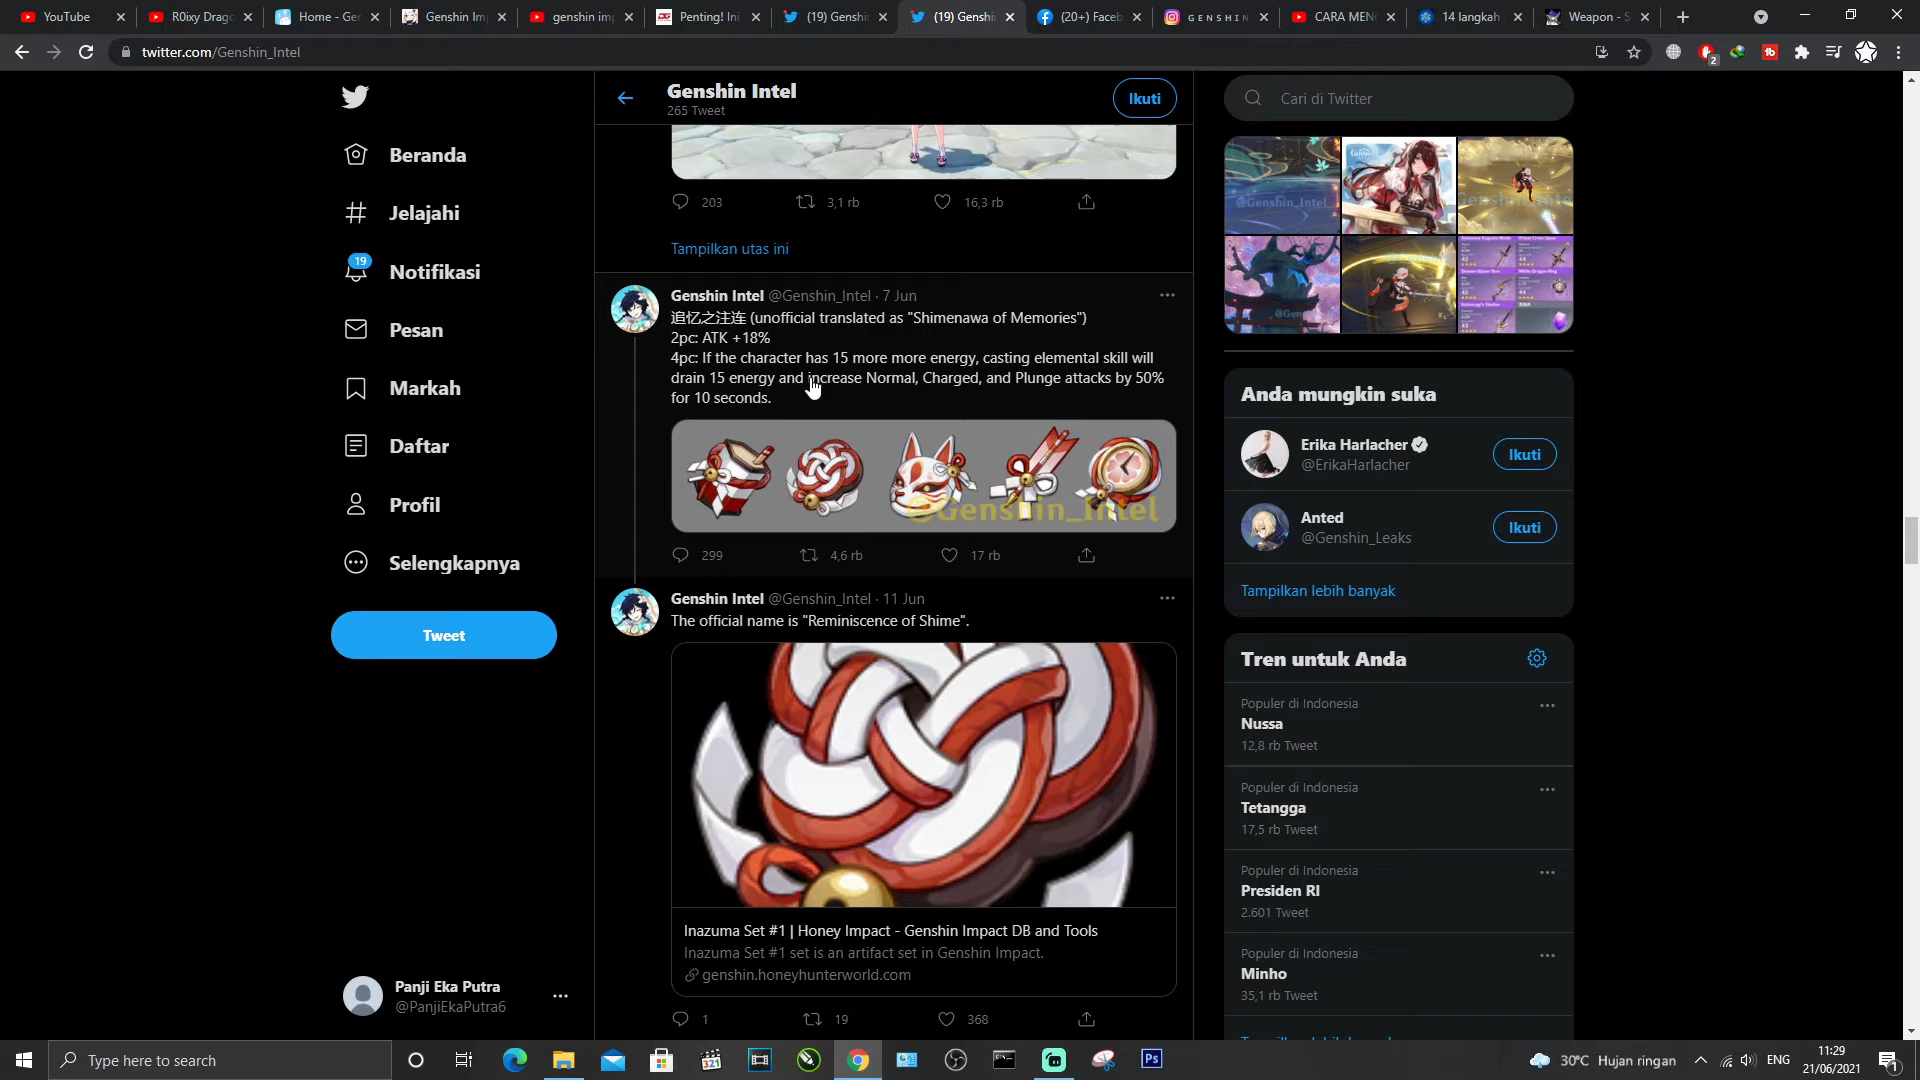 YouTube
R0ixy Drago
Home - Ger
Genshin Im
genshin imp
Penting! Ini
(19) Genshi
(19) Genshi
(20+) Faceb
G E N S H I N
CARA MEN
14 langkah
Weapon - S
twitter.com/Genshin_Intel
2
Genshin Intel
265 Tweet
Ikuti
Cari di Twitter
Beranda
Jelajahi
19
Notifikasi
Pesan
Markah
Daftar
Profil
Selengkapnya
Tweet
Panji Eka Putra
@PanjiEkaPutra6
203
3,1 rb
16,3 rb
Tampilkan utas ini
Genshin Intel @Genshin_Intel · 7 Jun
追忆之注连 (unofficial translated as "Shimenawa of Memories")
2pc: ATK +18%
4pc: If the character has 15 more more energy, casting elemental skill will
drain 15 energy and increase Normal, Charged, and Plunge attacks by 50%
for 10 seconds.
@Genshin_Intel
299
4,6 rb
17 rb
Genshin Intel @Genshin_Intel · 11 Jun
The official name is "Reminiscence of Shime".
Inazuma Set #1 | Honey Impact - Genshin Impact DB and Tools
Inazuma Set #1 set is an artifact set in Genshin Impact.
genshin.honeyhunterworld.com
1
19
368
@Genshin_Intel
Anda mungkin suka
Erika Harlacher
@ErikaHarlacher
Ikuti
Anted
@Genshin_Leaks
Ikuti
Tampilkan lebih banyak
Tren untuk Anda
Populer di Indonesia
Nussa
12,8 rb Tweet
Populer di Indonesia
Tetangga
17,5 rb Tweet
Populer di Indonesia
Presiden RI
2.601 Tweet
Populer di Indonesia
Minho
35,1 rb Tweet
Type here to search
321
Ps
30°C Hujan ringan
ENG
11:29
21/06/2021
1